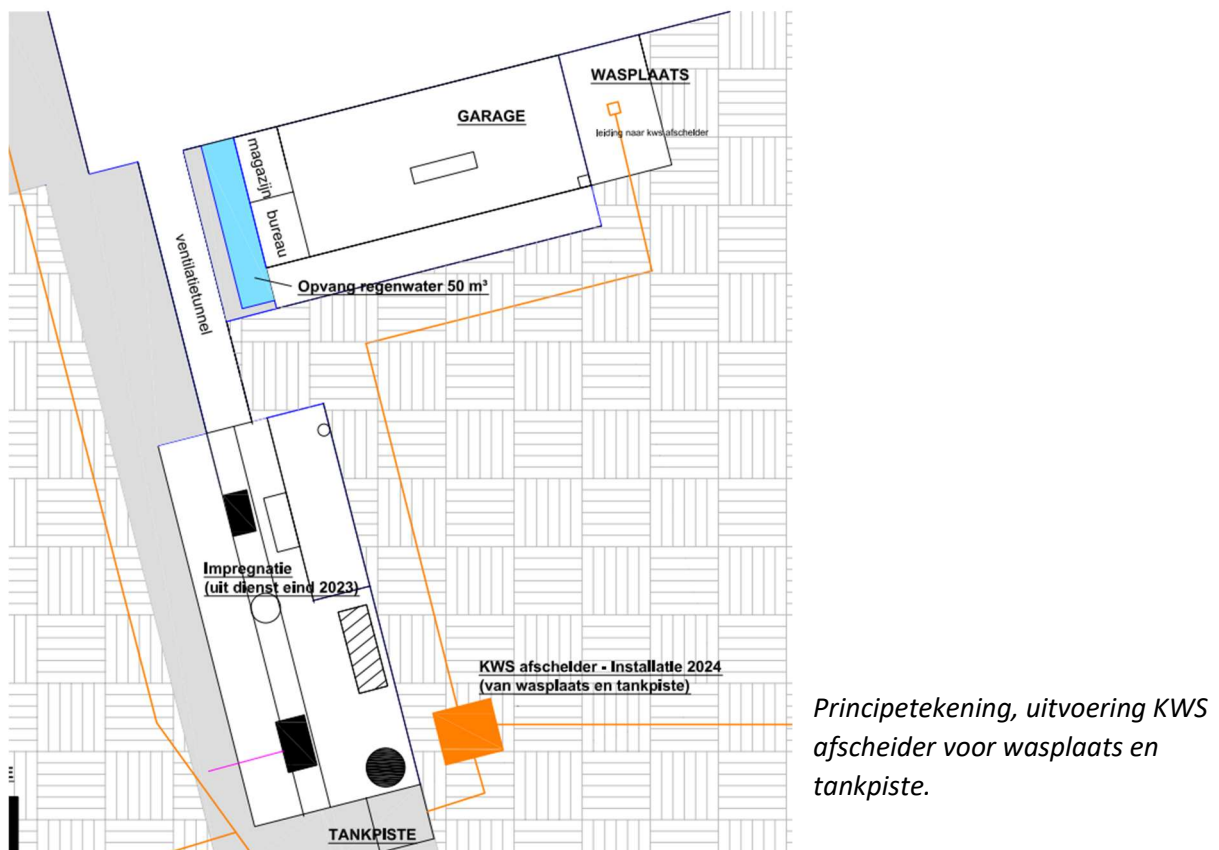 WASPLAATS
GARAGE
leiding naar kws afschelder
magazijn
bureau
ventilatietunnel
Opvang regenwater 50 m³
Impregnatie
(uit dienst eind 2023)
KWS afschelder - Installatie 2024
(van wasplaats en tankpiste)
Principetekening, uitvoering KWS
afscheider voor wasplaats en
tankpiste.
TANKPISTE